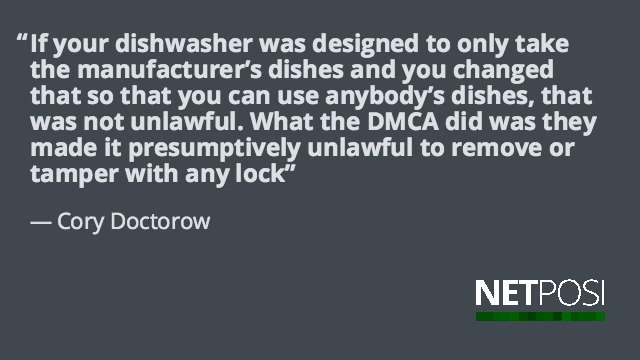 “If your dishwasher was designed to only take
the manufacturer’s dishes and you changed
that so that you can use anybody’s dishes, that
was not unlawful. What the DMCA did was they
made it presumptively unlawful to remove or
tamper with any lock”
— Cory Doctorow
NETPOSI